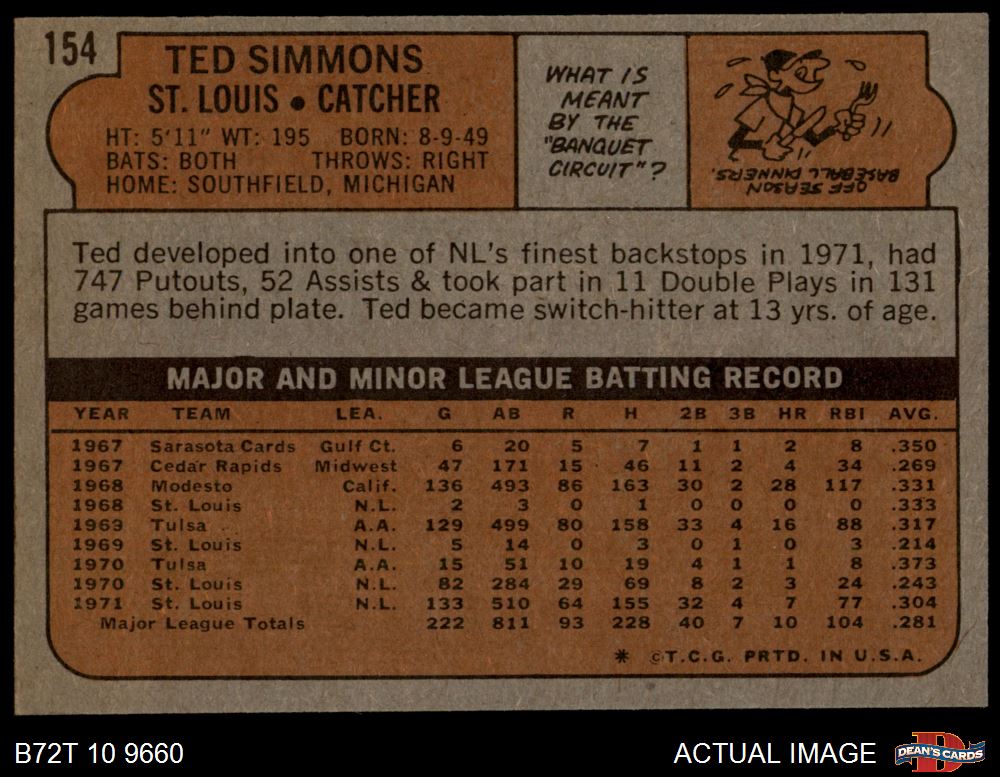 154
TED SIMMONS
ST. LOUIS • CATCHER
HT: 5'11" WT: 195 BORN: 8-9-49
BATS: BOTH THROWS: RIGHT
HOME: SOUTHFIELD, MICHIGAN
WHAT IS
MEANT
BY THE
"BANQUET
CIRCUIT"?
OFF SEASON
BASEBALL DINNERS.
Ted developed into one of NL's finest backstops in 1971, had
747 Putouts, 52 Assists & took part in 11 Double Plays in 131
games behind plate. Ted became switch-hitter at 13 yrs. of age.
MAJOR AND MINOR LEAGUE BATTING RECORD
YEAR TEAM LEA. G AB R H 2B 3B HR RBI AVG.
1967 Sarasota Cards Gulf Ct. 6 20 5 7 1 1 2 8 .350
1967 Cedar Rapids Midwest 47 171 15 46 11 2 4 34 .269
1968 Modesto Calif. 136 493 86 163 30 2 28 117 .331
1968 St. Louis N.L. 2 3 0 1 0 0 0 0 .333
1969 Tulsa A.A. 129 499 80 158 33 4 16 88 .317
1969 St. Louis N.L. 5 14 0 3 0 1 0 3 .214
1970 Tulsa A.A. 15 51 10 19 4 1 1 8 .373
1970 St. Louis N.L. 82 284 29 69 8 2 3 24 .243
1971 St. Louis N.L. 133 510 64 155 32 4 7 77 .304
Major League Totals 222 811 93 228 40 7 10 104 .281
* ©T.C.G. PRTD. IN U.S.A.
B72T 10 9660
ACTUAL IMAGE
D
DEAN'S CARDS